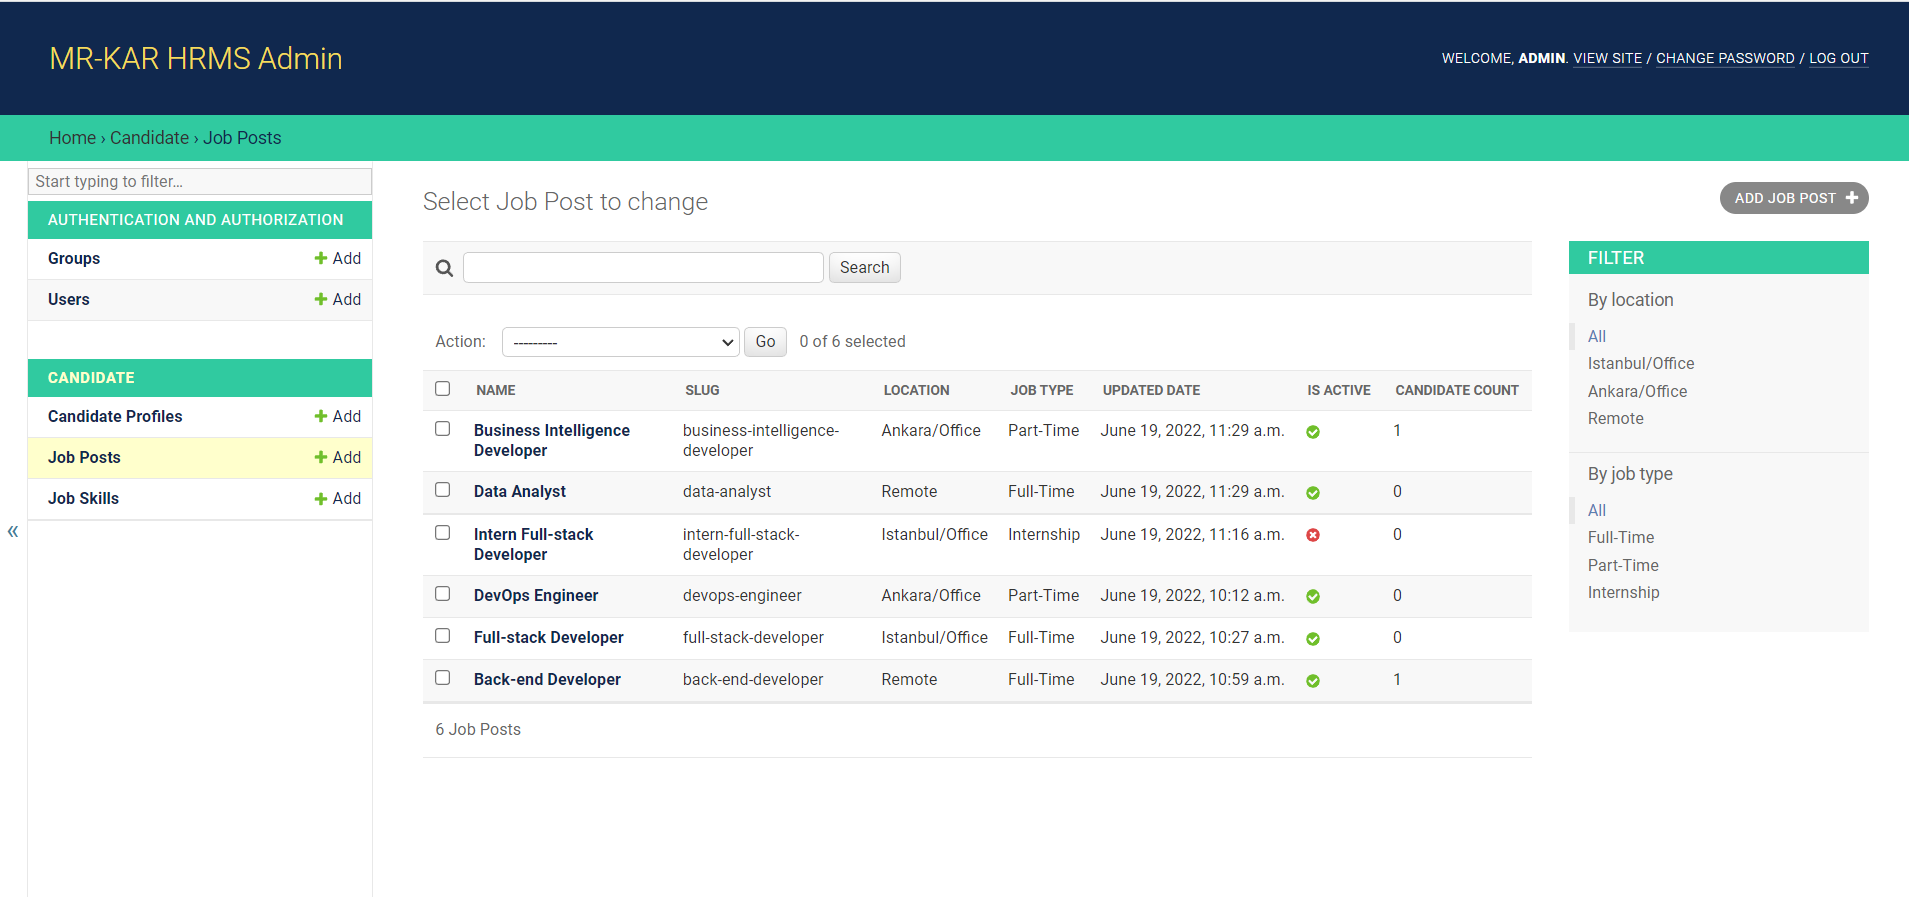 MR-KAR HRMS Admin
WELCOME, ADMIN. VIEW SITE / CHANGE PASSWORD / LOG OUT
Home › Candidate › Job Posts
Start typing to filter...
AUTHENTICATION AND AUTHORIZATION
Groups Add
Users Add
CANDIDATE
Candidate Profiles Add
Job Posts Add
Job Skills Add
«
Select Job Post to change
ADD JOB POST
Search
Action: --------- Go 0 of 6 selected
NAME SLUG LOCATION JOB TYPE UPDATED DATE IS ACTIVE CANDIDATE COUNT
Business Intelligence business-intelligence- Ankara/Office Part-Time June 19, 2022, 11:29 a.m. 1
Developer developer
Data Analyst data-analyst Remote Full-Time June 19, 2022, 11:29 a.m. 0
Intern Full-stack intern-full-stack- Istanbul/Office Internship June 19, 2022, 11:16 a.m. 0
Developer developer
DevOps Engineer devops-engineer Ankara/Office Part-Time June 19, 2022, 10:12 a.m. 0
Full-stack Developer full-stack-developer Istanbul/Office Full-Time June 19, 2022, 10:27 a.m. 0
Back-end Developer back-end-developer Remote Full-Time June 19, 2022, 10:59 a.m. 1
6 Job Posts
FILTER
By location
All
Istanbul/Office
Ankara/Office
Remote
By job type
All
Full-Time
Part-Time
Internship